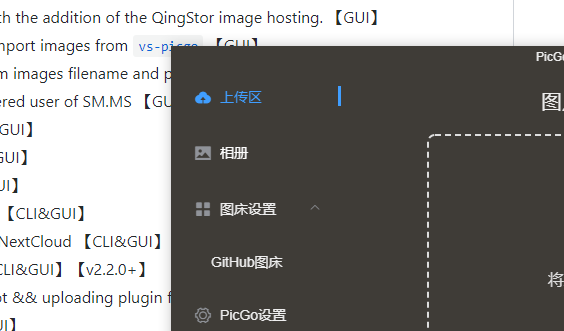 th the addition of the QingStor image hosting. 【GUI】
mport images from vs-picgo 【GUI】
m images filename and p
ered user of SM.MS 【GU
GUI】
GUI】
UI】
【CLI&GUI】
NextCloud 【CLI&GUI】
CLI&GUI】【v2.2.0+】
ot && uploading plugin f
UI】
PicGo
上传区
相册
图床设置
GitHub图床
PicGo设置
将